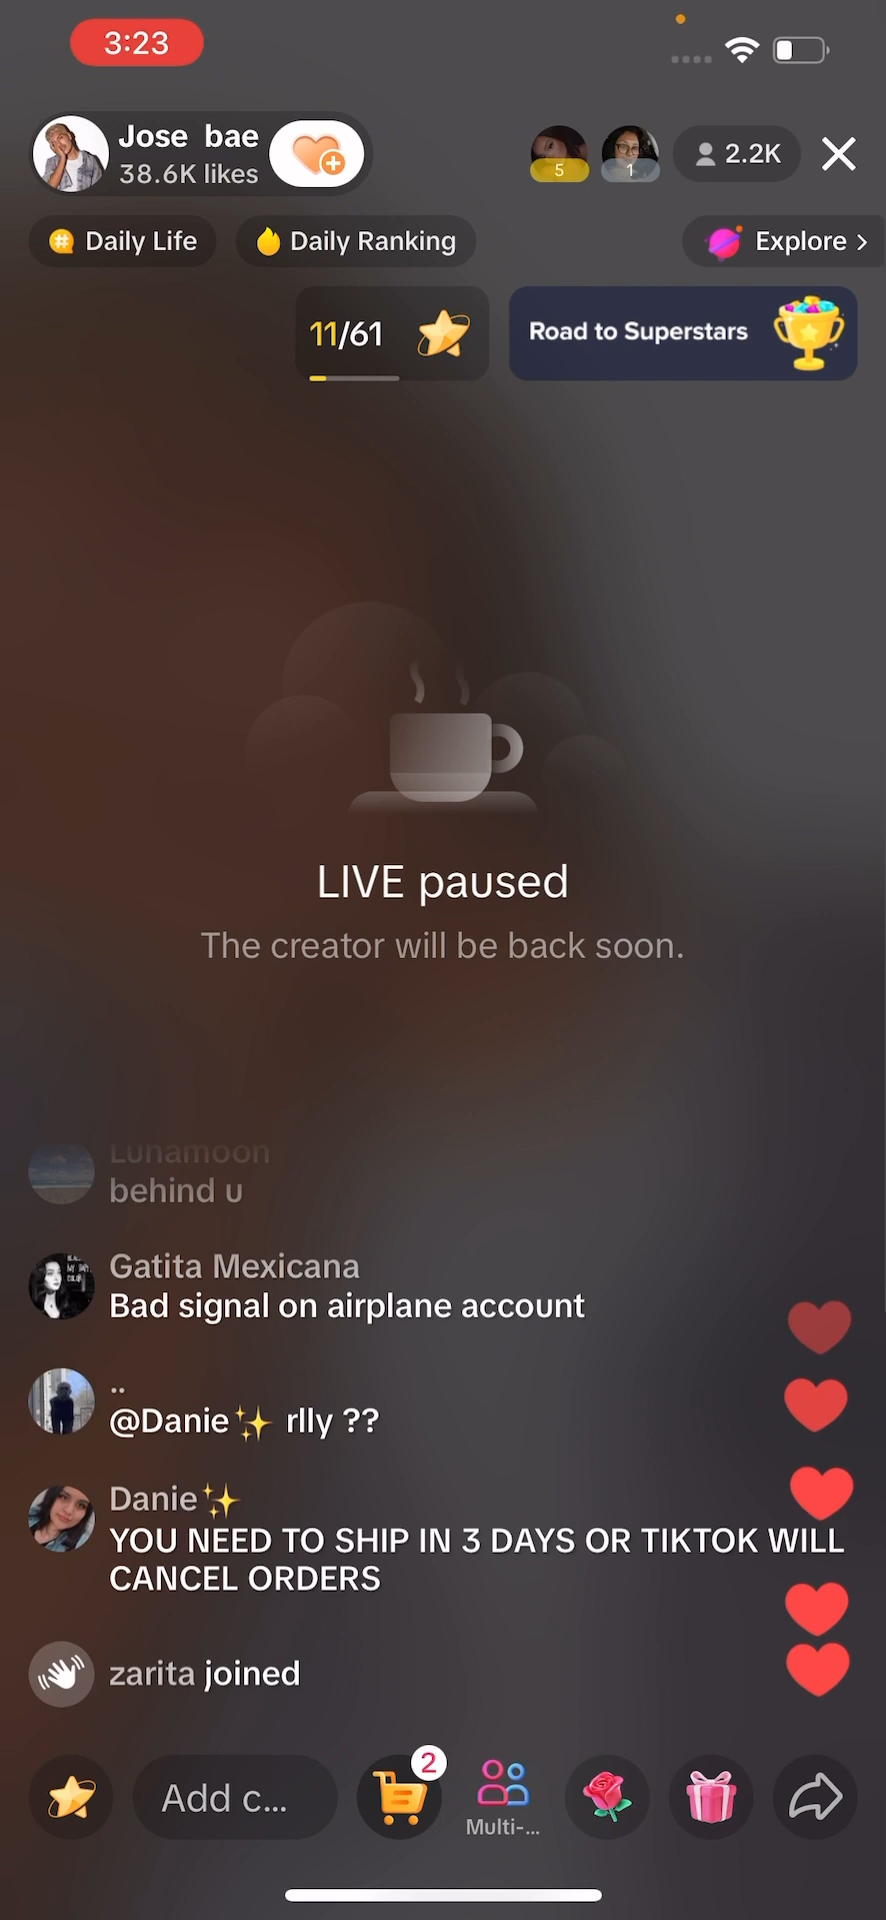 3:23
Jose bae
38.6K likes
5
1
2.2K
Daily Life
Daily Ranking
Explore >
11/61
Road to Superstars
LIVE paused
The creator will be back soon.
Lunamoon
behind u
Gatita Mexicana
Bad signal on airplane account
..
@Danie✨ rlly ??
Danie✨
YOU NEED TO SHIP IN 3 DAYS OR TIKTOK WILL
CANCEL ORDERS
zarita joined
2
Add c...
Multi-...